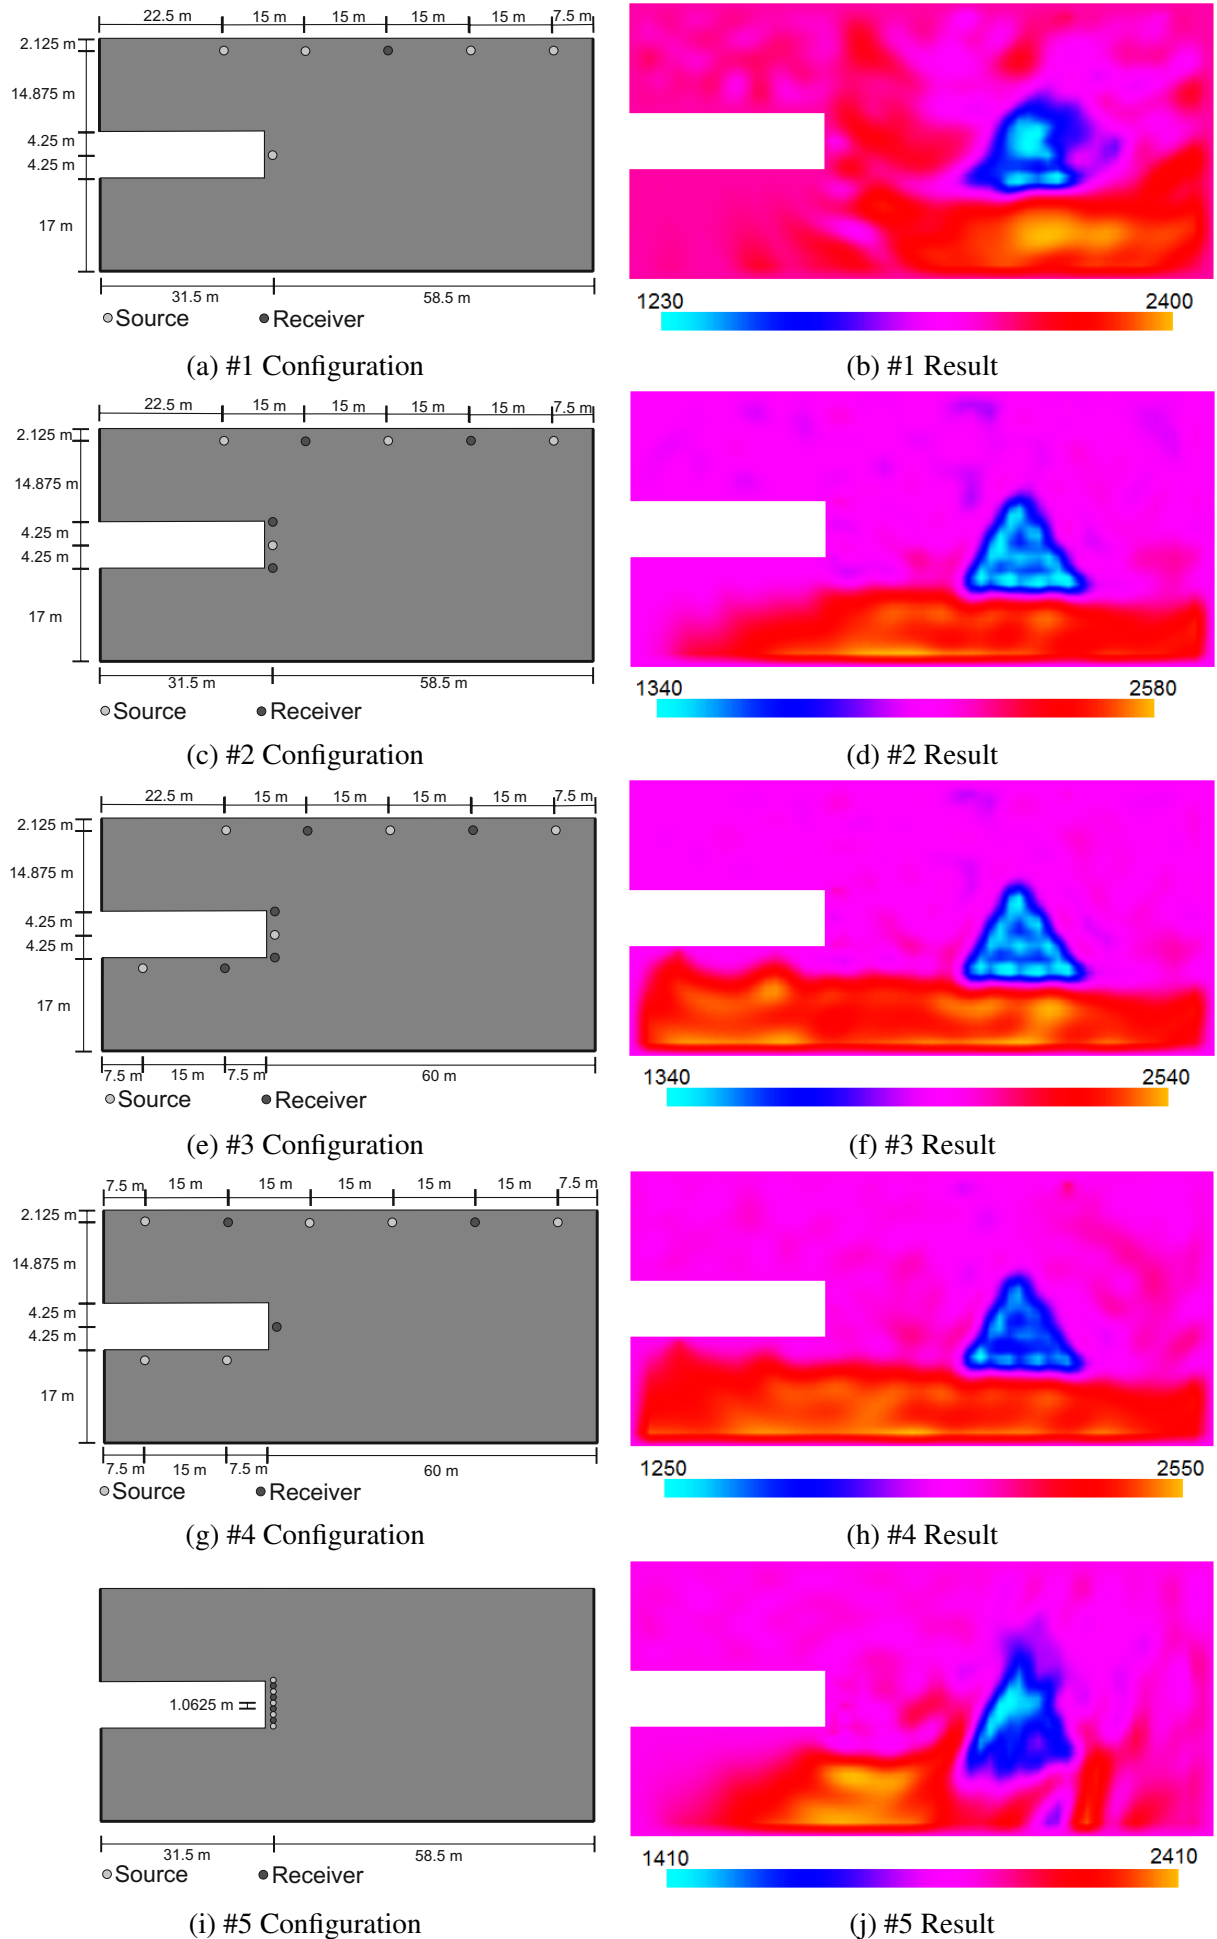 22.5 m 15 m 15 m 15 m 15 m 7.5 m
2.125 m
14.875 m
4.25 m
4.25 m
17 m
31.5 m 58.5 m
Source Receiver
(a) #1 Configuration
1230 2400
(b) #1 Result
22.5 m 15 m 15 m 15 m 15 m 7.5 m
2.125 m
14.875 m
4.25 m
4.25 m
17 m
31.5 m 58.5 m
Source Receiver
(c) #2 Configuration
1340 2580
(d) #2 Result
22.5 m 15 m 15 m 15 m 15 m 7.5 m
2.125 m
14.875 m
4.25 m
4.25 m
17 m
7.5 m 15 m 7.5 m 60 m
Source Receiver
(e) #3 Configuration
1340 2540
(f) #3 Result
7.5 m 15 m 15 m 15 m 15 m 15 m 7.5 m
2.125 m
14.875 m
4.25 m
4.25 m
17 m
7.5 m 15 m 7.5 m 60 m
Source Receiver
(g) #4 Configuration
1250 2550
(h) #4 Result
1.0625 m
31.5 m 58.5 m
Source Receiver
(i) #5 Configuration
1410 2410
(j) #5 Result